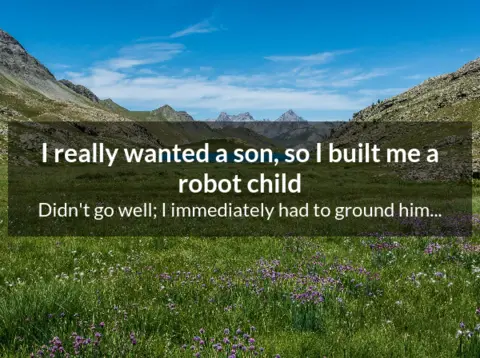 I really wanted a son, so I built me a
robot child
Didn't go well; I immediately had to ground him...